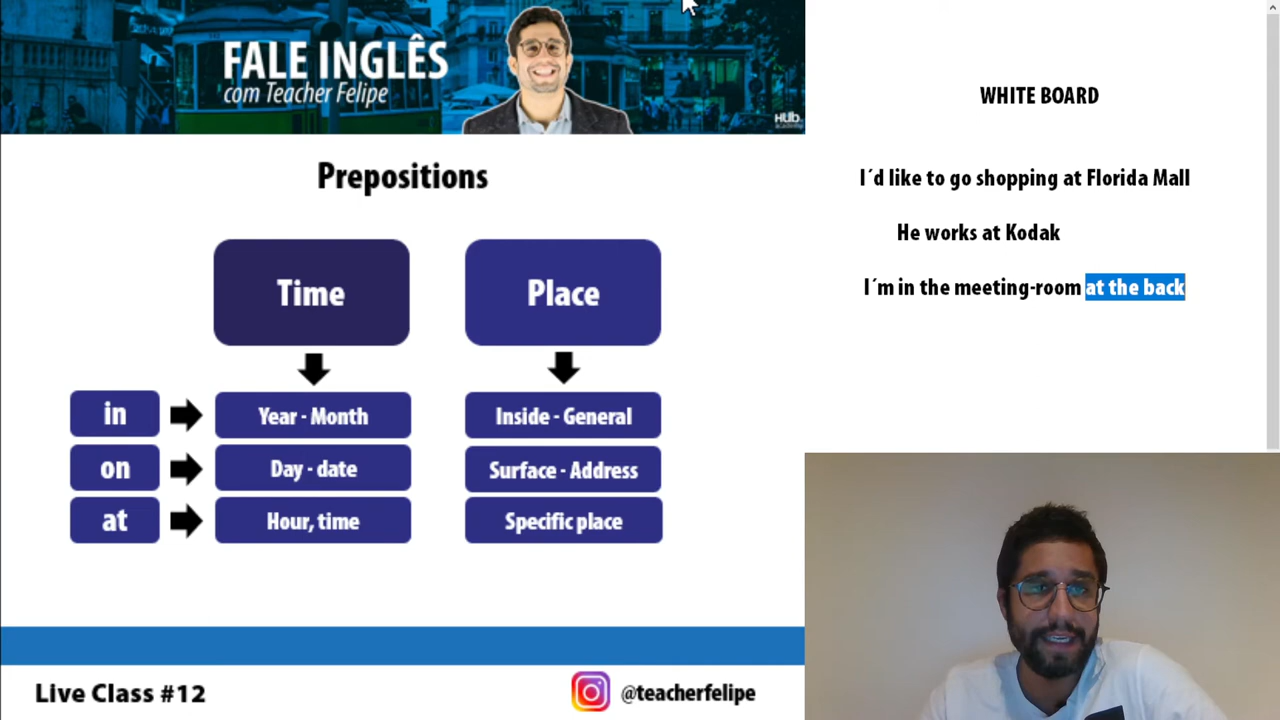 FALE INGLÊS
com Teacher Felipe
HUB
academy
Prepositions
Time
Place
in
Year - Month
Inside - General
on
Day - date
Surface - Address
at
Hour, time
Specific place
Live Class #12
@teacherfelipe
WHITE BOARD
I´d like to go shopping at Florida Mall
He works at Kodak
I´m in the meeting-room at the back